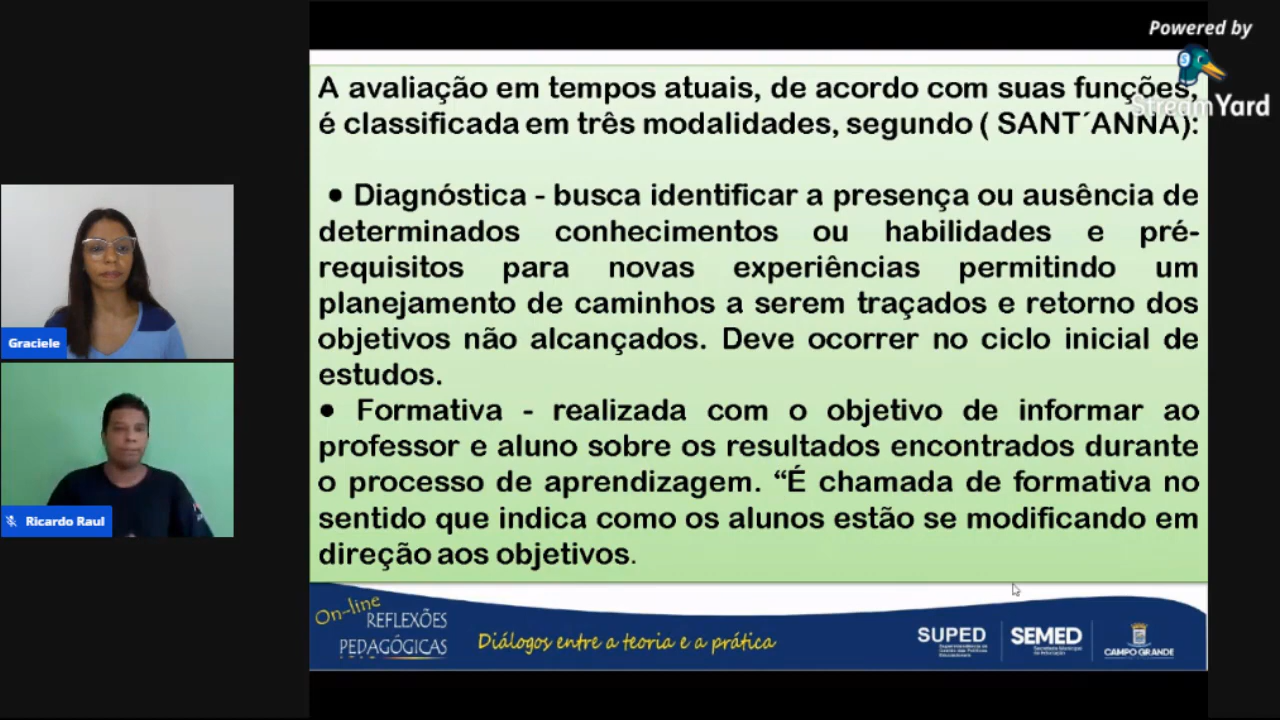 Powered by
StreamYard
A avaliação em tempos atuais, de acordo com suas funções,
é classificada em três modalidades, segundo ( SANT´ANNA):
● Diagnóstica - busca identificar a presença ou ausência de
determinados conhecimentos ou habilidades e pré-
requisitos para novas experiências permitindo um
planejamento de caminhos a serem traçados e retorno dos
objetivos não alcançados. Deve ocorrer no ciclo inicial de
estudos.
● Formativa - realizada com o objetivo de informar ao
professor e aluno sobre os resultados encontrados durante
o processo de aprendizagem. “É chamada de formativa no
sentido que indica como os alunos estão se modificando em
direção aos objetivos.
Graciele
Ricardo Raul
On-line
REFLEXÕES
PEDAGÓGICAS
Diálogos entre a teoria e a prática
SUPED
SEMED
Secretaria Municipal
de Educação
CAMPO GRANDE